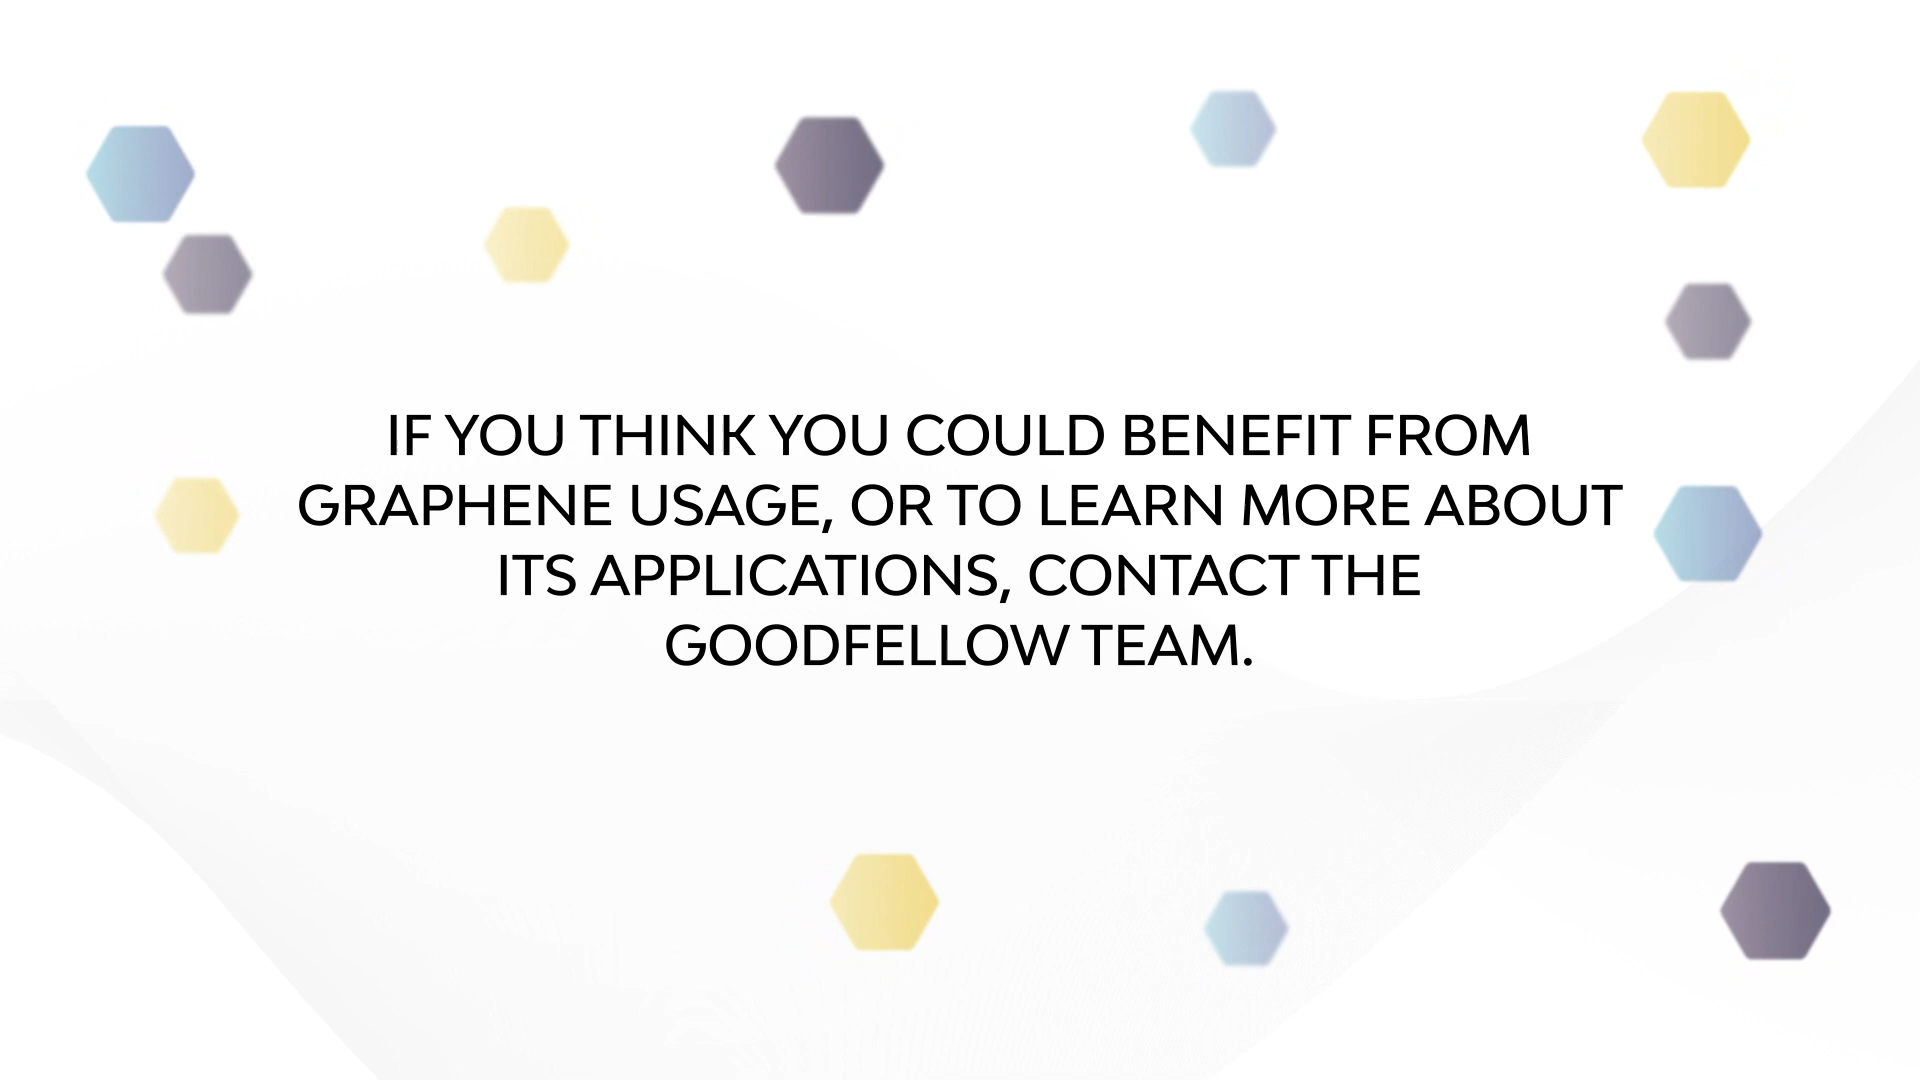 IF YOU THINK YOU COULD BENEFIT FROM
GRAPHENE USAGE, OR TO LEARN MORE ABOUT
ITS APPLICATIONS, CONTACT THE
GOODFELLOW TEAM.